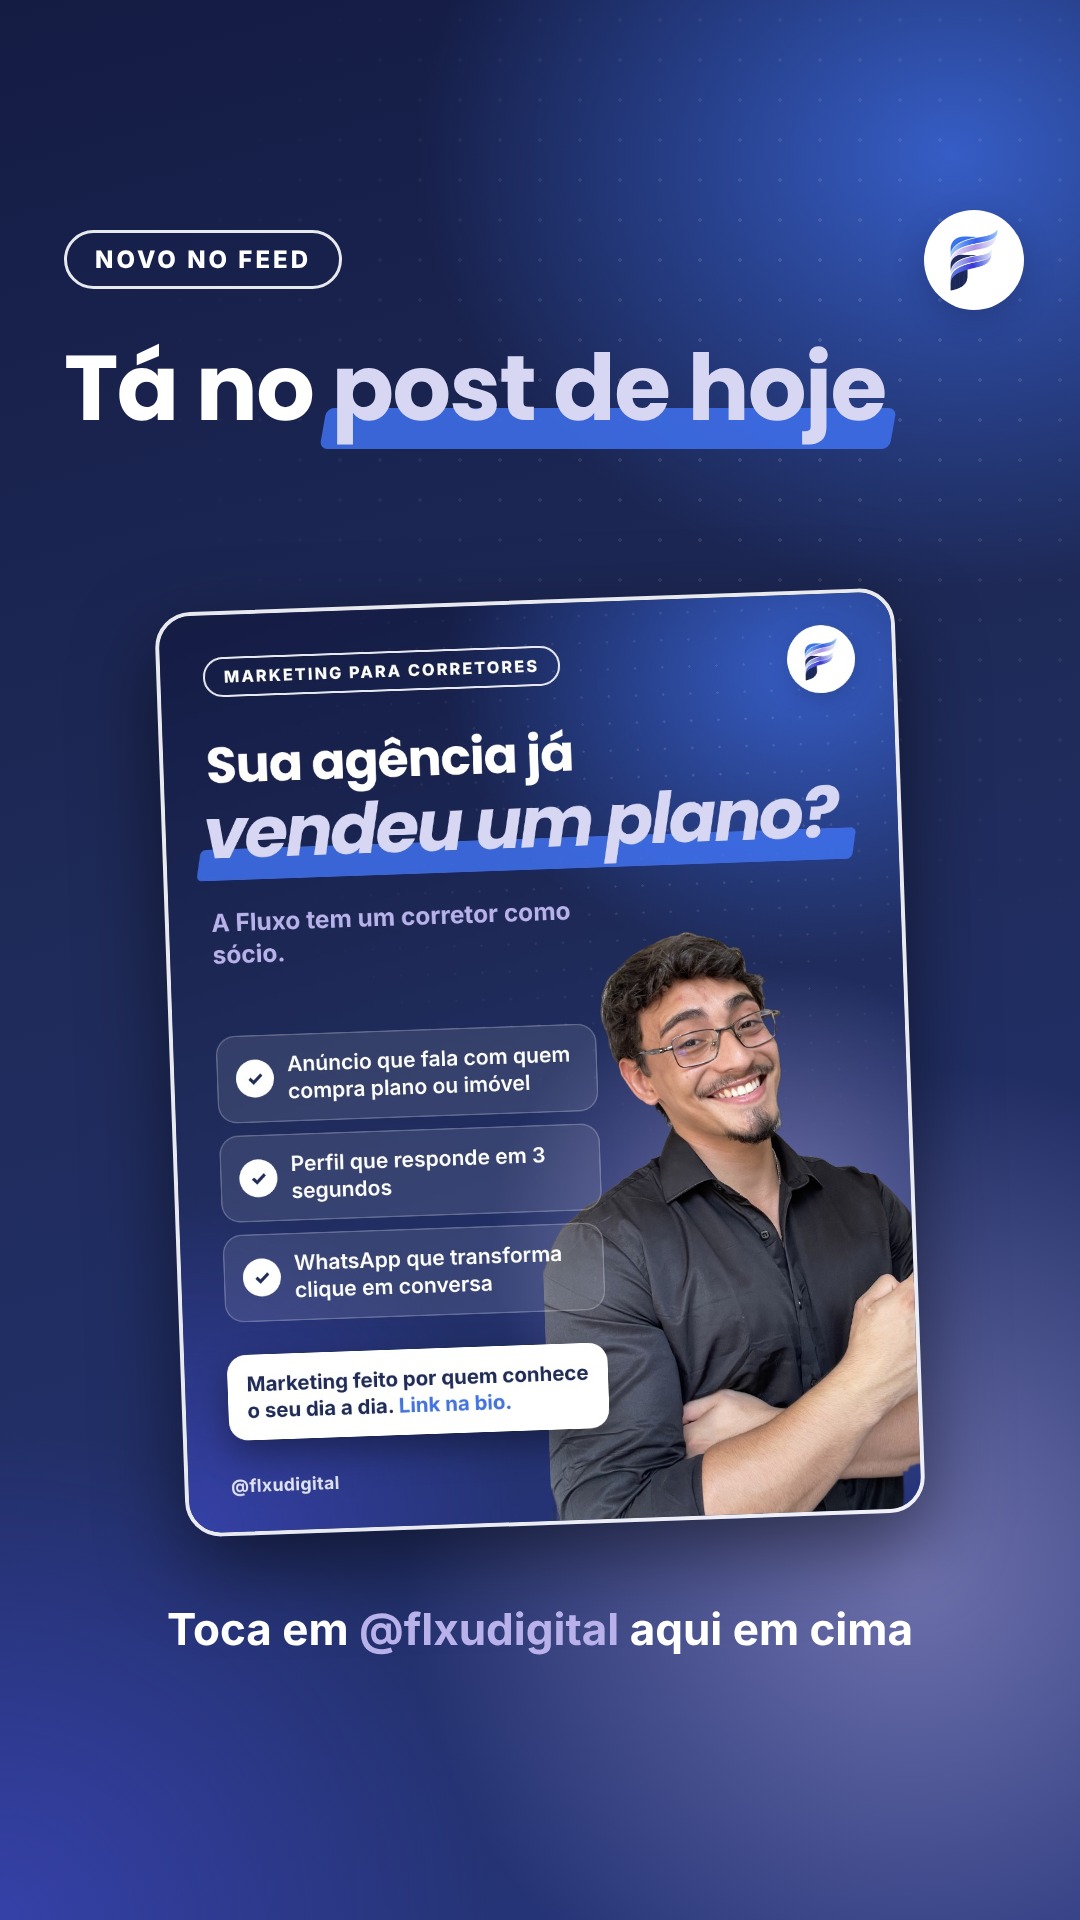 NOVO NO FEED
Tá no post de hoje
MARKETING PARA CORRETORES
Sua agência já
vendeu um plano?
A Fluxo tem um corretor como
sócio.
Anúncio que fala com quem
compra plano ou imóvel
Perfil que responde em 3
segundos
WhatsApp que transforma
clique em conversa
Marketing feito por quem conhece
o seu dia a dia. Link na bio.
@flxudigital
Toca em @flxudigital aqui em cima